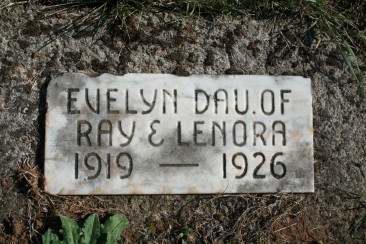 EVELYN DAU. OF
RAY & LENORA
1919 — 1926